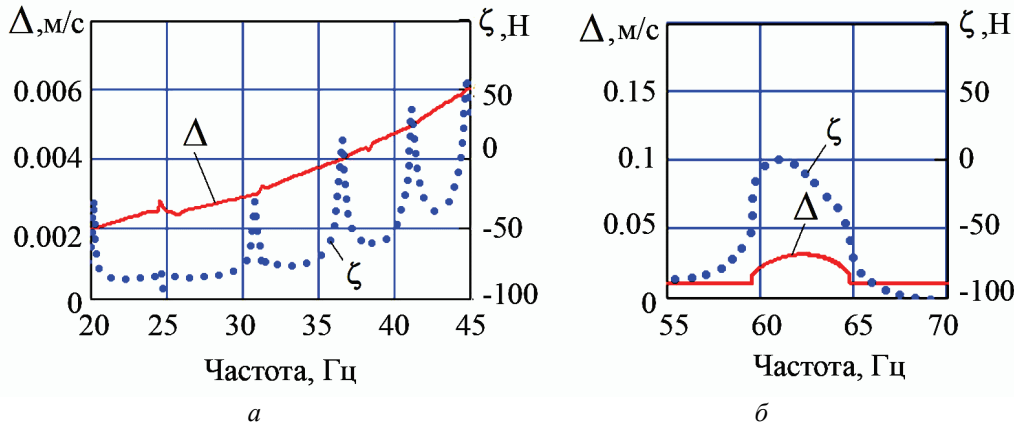 Δ,м/с ζ,Н
0.006 50
0.004 0
0.002 -50
0 -100
Δ
ζ
20 25 30 35 40 45
Частота, Гц
а
Δ,м/с ζ,Н
0.15 50
0.1 0
0.05 -50
0 -100
ζ
Δ
55 60 65 70
Частота, Гц
б